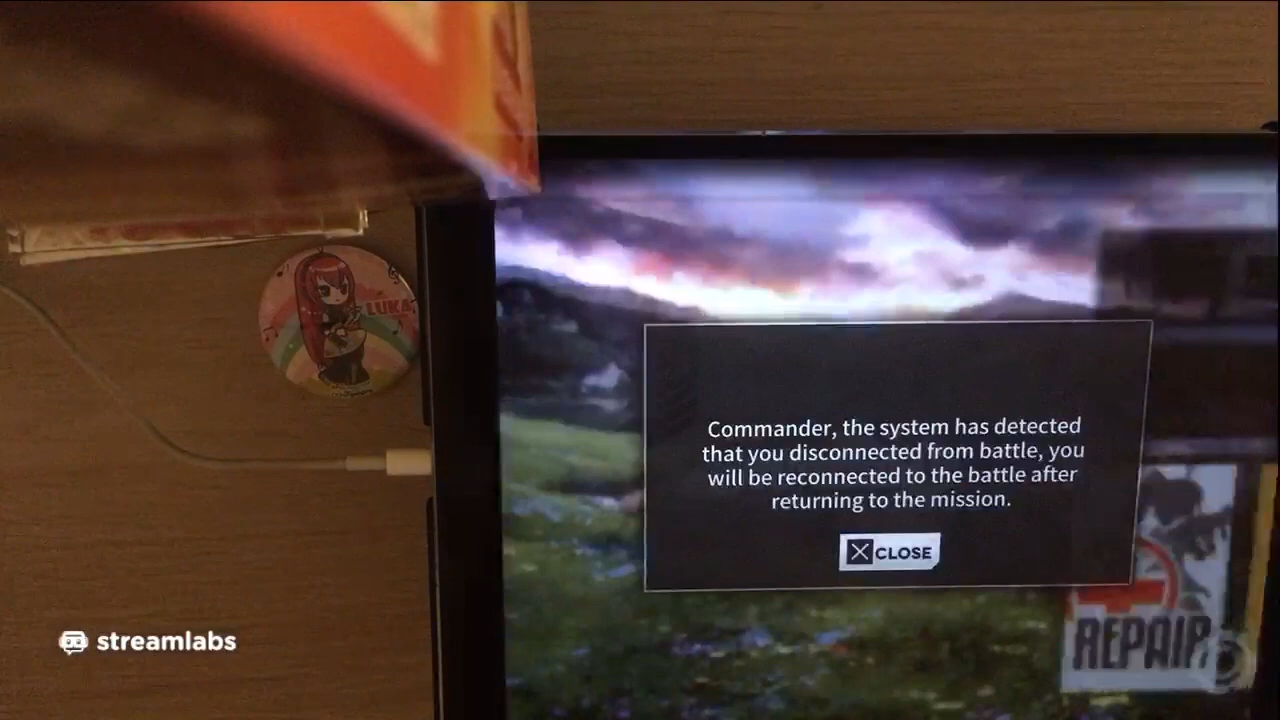 LUKA
Commander, the system has detected
that you disconnected from battle, you
will be reconnected to the battle after
returning to the mission.
CLOSE
REPAIR
streamlabs